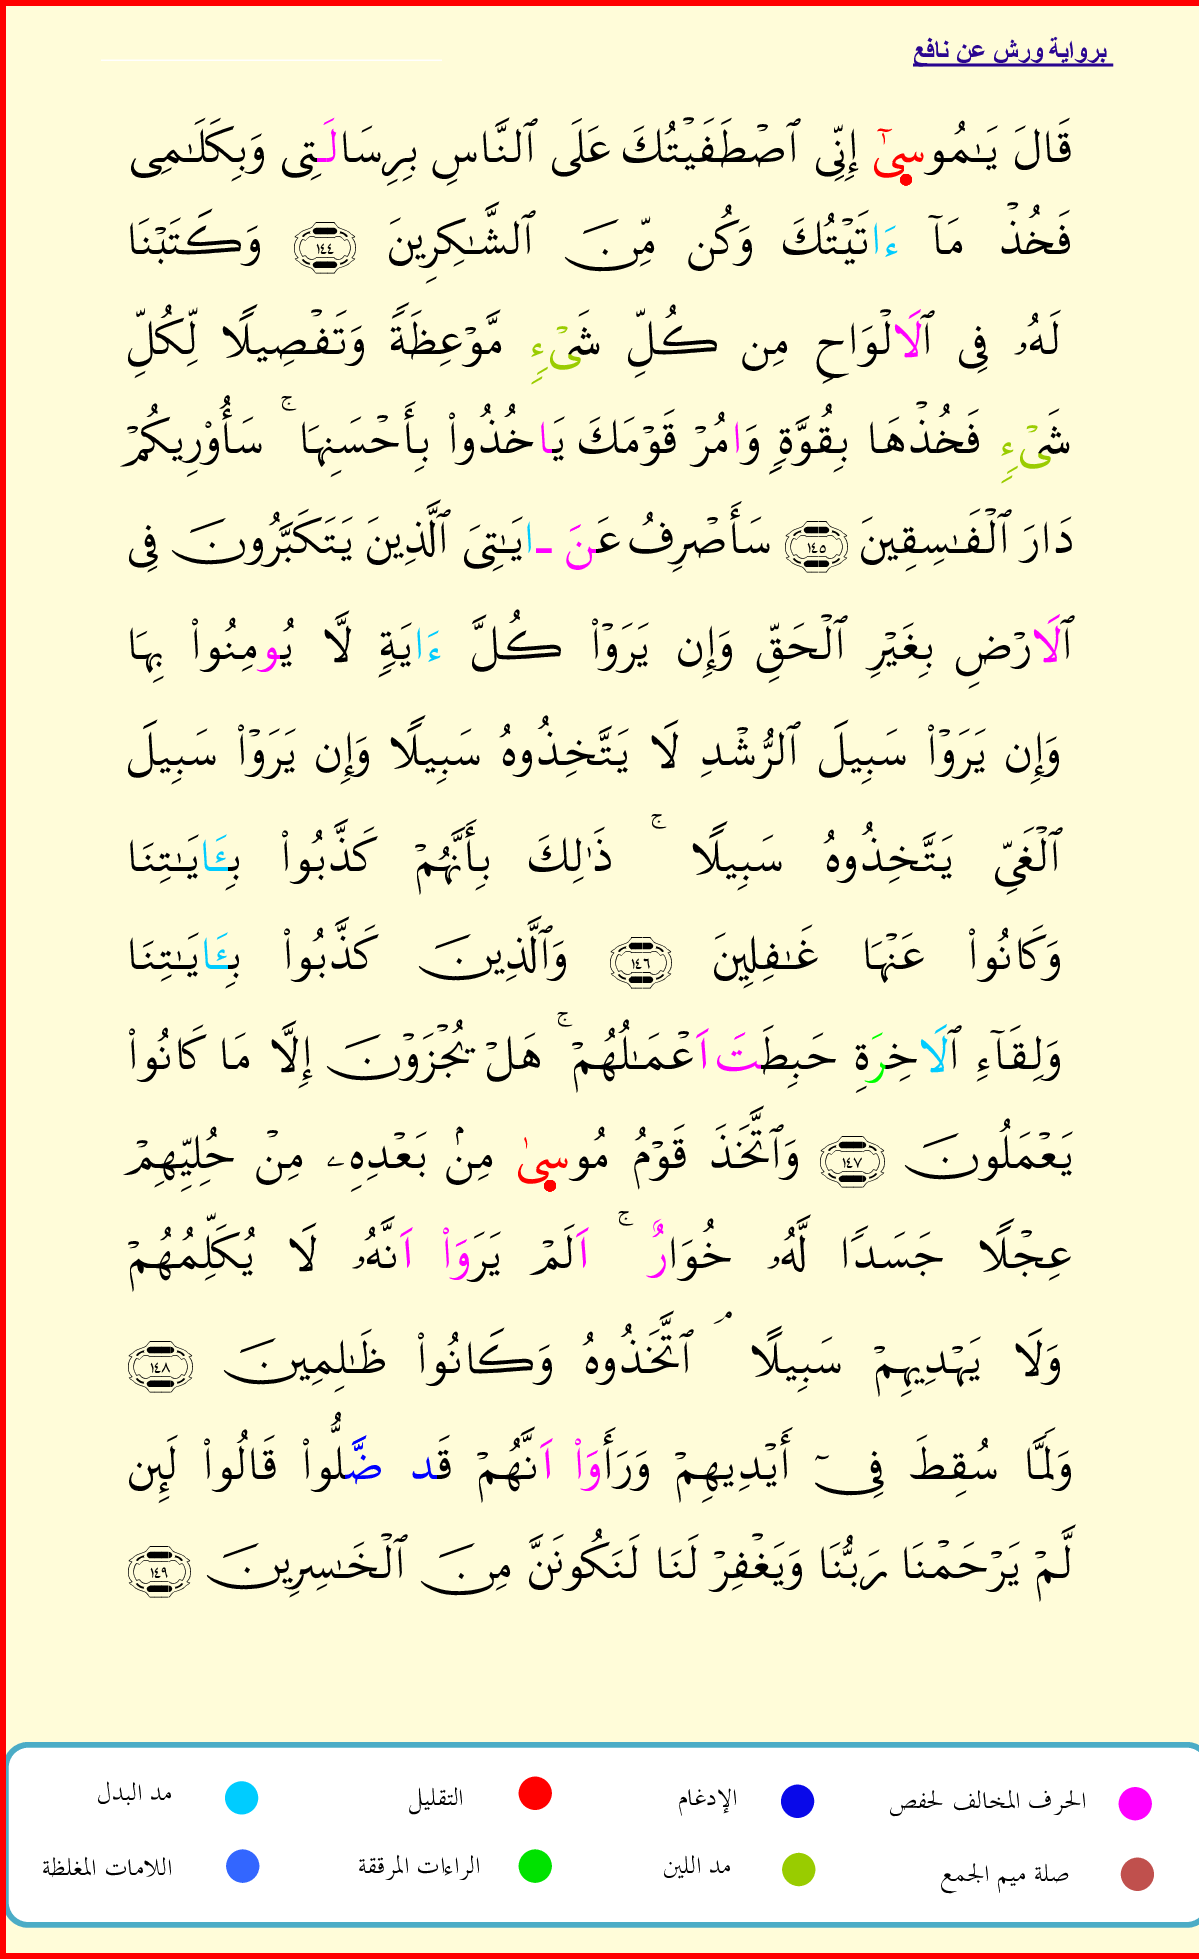 برواية ورش عن نافع
قَالَ يَـٰمُوسۭىٰٓ إِنِّى ٱصْطَفَيْتُكَ عَلَى ٱلنَّاسِ بِرِسَالَتِى وَبِكَلَـٰمِى
فَخُذْ مَآ ءَاتَيْتُكَ وَكُن مِّنَ ٱلشَّـٰكِرِينَ ١٤٤ وَكَتَبْنَا
لَهُۥ فِى ٱلَالْوَاحِ مِن كُلِّ شَىْءٍ مَّوْعِظَةً وَتَفْصِيلًا لِّكُلِّ
شَىْءٍ فَخُذْهَا بِقُوَّةٍ وَامُرْ قَوْمَكَ يَاخُذُوا۟ بِأَحْسَنِهَا ۚ سَأُو۟رِيكُمْ
دَارَ ٱلْفَـٰسِقِينَ ١٤٥ سَأَصْرِفُ عَنَ ـ ايَـٰتِىَ ٱلَّذِينَ يَتَكَبَّرُونَ فِى
ٱلَارْضِ بِغَيْرِ ٱلْحَقِّ وَإِن يَرَوْا۟ كُلَّ ءَايَةٍ لَّا يُومِنُوا۟ بِهَا
وَإِن يَرَوْا۟ سَبِيلَ ٱلرُّشْدِ لَا يَتَّخِذُوهُ سَبِيلًا وَإِن يَرَوْا۟ سَبِيلَ
ٱلْغَىِّ يَتَّخِذُوهُ سَبِيلًا ۚ ذَٰلِكَ بِأَنَّهُمْ كَذَّبُوا۟ بِـَٔايَـٰتِنَا
وَكَانُوا۟ عَنْهَا غَـٰفِلِينَ ١٤٦ وَٱلَّذِينَ كَذَّبُوا۟ بِـَٔايَـٰتِنَا
وَلِقَآءِ ٱلَاخِرَةِ حَبِطَتَ اَعْمَـٰلُهُمْ ۚ هَلْ يُجْزَوْنَ إِلَّا مَا كَانُوا۟
يَعْمَلُونَ ١٤٧ وَٱتَّخَذَ قَوْمُ مُوسۭىٰ مِنۢ بَعْدِهِۦ مِنْ حُلِيِّهِمْ
عِجْلًا جَسَدًا لَّهُۥ خُوَارٌ ۚ اَلَمْ يَرَوَا۟ اَنَّهُۥ لَا يُكَلِّمُهُمْ
وَلَا يَهْدِيهِمْ سَبِيلًا ۘ ٱتَّخَذُوهُ وَكَانُوا۟ ظَـٰلِمِينَ ١٤٨
وَلَمَّا سُقِطَ فِىٓ أَيْدِيهِمْ وَرَأَوَا۟ اَنَّهُمْ قَد ضَّلُّوا۟ قَالُوا۟ لَئِن
لَّمْ يَرْحَمْنَا رَبُّنَا وَيَغْفِرْ لَنَا لَنَكُونَنَّ مِنَ ٱلْخَـٰسِرِينَ ١٤٩
الحرف المخالف لحفص الإدغام التقليل مد البدل
صلة ميم الجمع مد اللين الراءات المرققة اللامات المغلظة